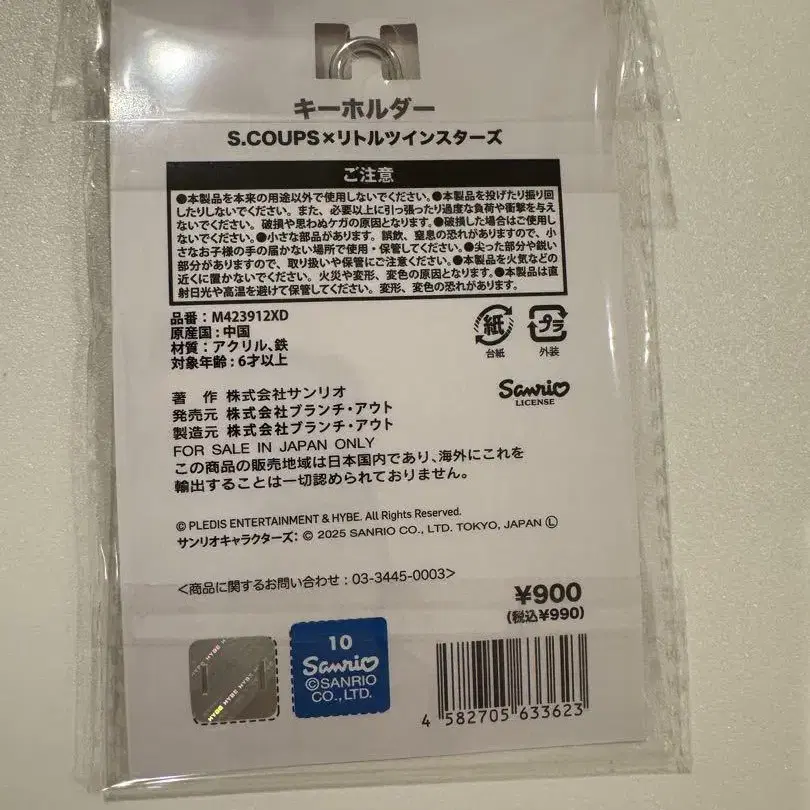 キーホルダー
S.COUPS×リトルツインスターズ
ご注意
●本製品を本来の用途以外で使用しないでください。●本製品を投げたり振り回
したりしないでください。また、必要以上に引っ張ったり過度な負荷や衝撃を与え
ないでください。破損や思わぬケガの原因となります。●破損した場合はご使用し
ないでください。●小さな部品があります。誤飲、窒息の恐れがありますので、小
さなお子様の手の届かない場所で使用・保管してください。●尖った部分や鋭い
部分がありますので、取り扱いや保管にご注意ください。●本製品を火気などの
近くに置かないでください。火災や変形、変色の原因となります。●本製品は直
射日光や高温を避けて保管してください。変形、変色の恐れがあります。
品番：M423912XD
原産国：中国
材質：アクリル、鉄
対象年齢：6才以上
紙
台紙
プラ
外装
Sanrio
LICENSE
著　作 株式会社サンリオ
発売元 株式会社ブランチ・アウト
製造元 株式会社ブランチ・アウト
FOR SALE IN JAPAN ONLY
この商品の販売地域は日本国内であり、海外にこれを
輸出することは一切認められておりません。
© PLEDIS ENTERTAINMENT & HYBE. All Rights Reserved.
サンリオキャラクターズ：© 2025 SANRIO CO., LTD. TOKYO, JAPAN Ⓛ
<商品に関するお問い合わせ：03-3445-0003>
¥900
(税込¥990)
HYBE HYBE HYBE
HYBE HYBE HYBE
10
Sanrio
©SANRIO
CO., LTD.
4 582705 633623